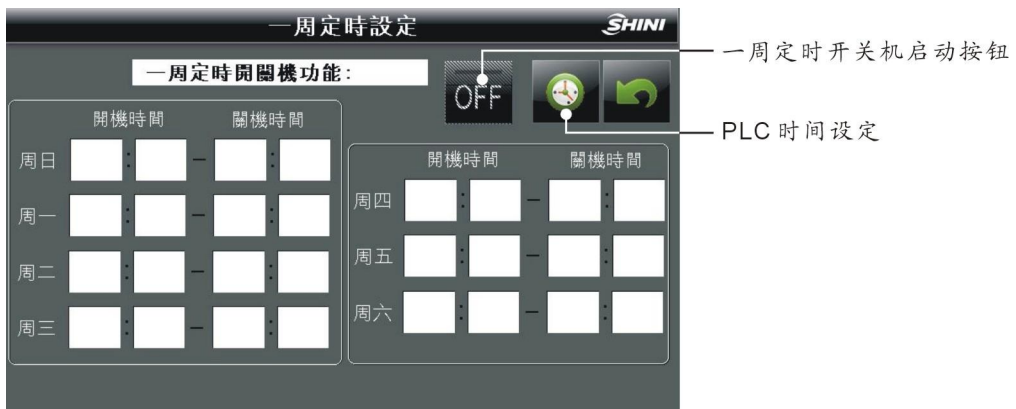 一周定時設定
SHINI
一周定時開關機功能:
OFF
一周定时开关机启动按钮
PLC 时间设定
開機時間 關機時間
周日 : – :
周一 : – :
周二 : – :
周三 : – :
開機時間 關機時間
周四 : – :
周五 : – :
周六 : – :